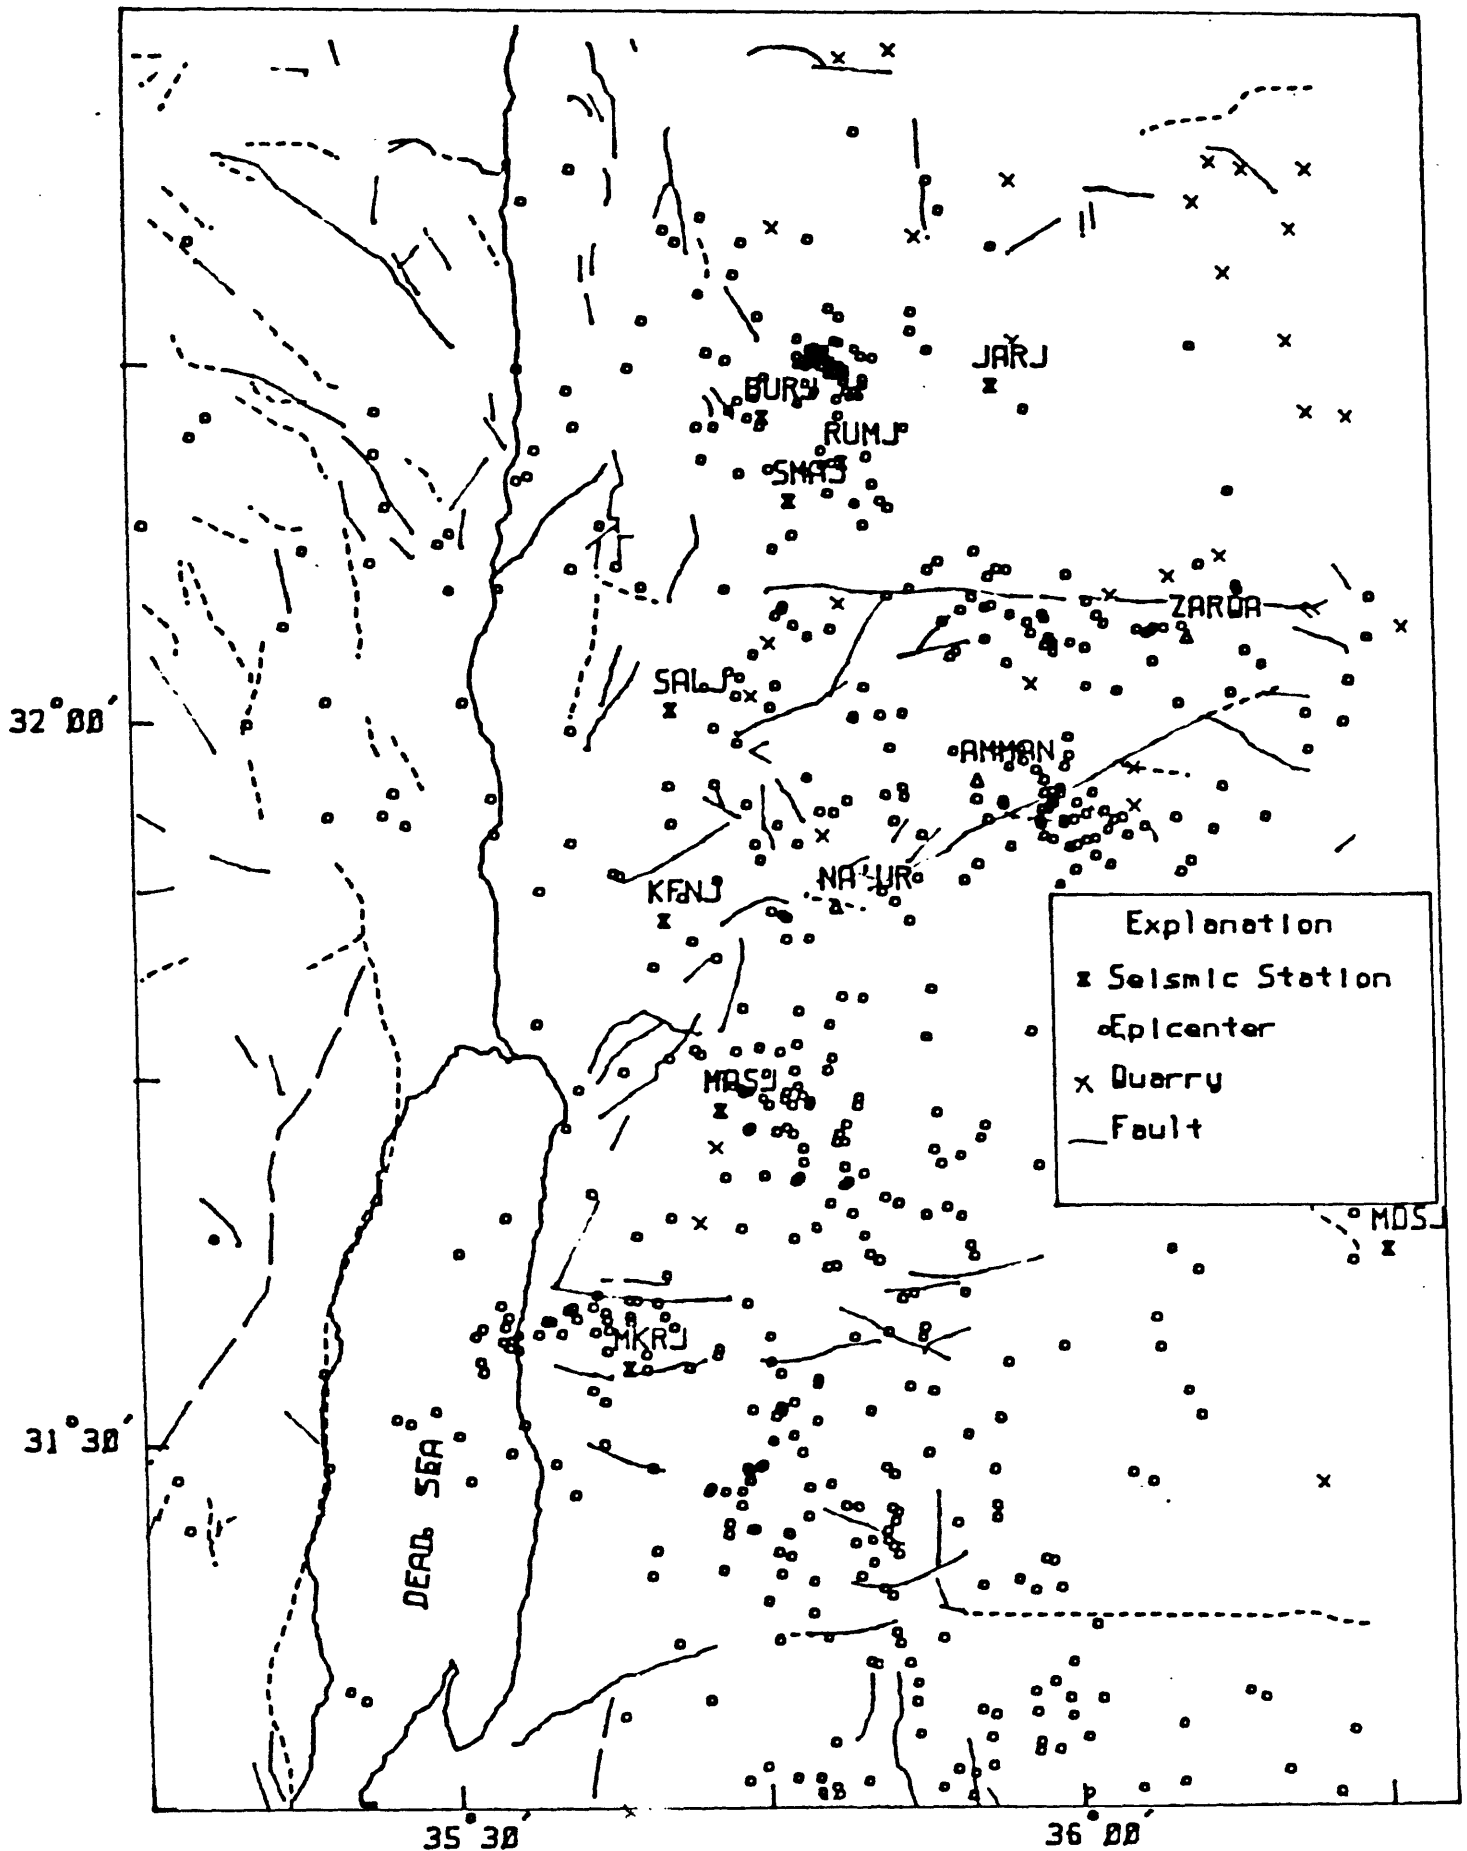 JARJ
BURJ
RUMJ
SMAJ
ZARQA
SALJ
32°00'
AMMAN
KFNJ
NA'UR
Explanation
Seismic Station
Epicenter
Quarry
Fault
MASJ
MDSJ
MKRJ
31°30'
DEAD SEA
35°30'
36°00'